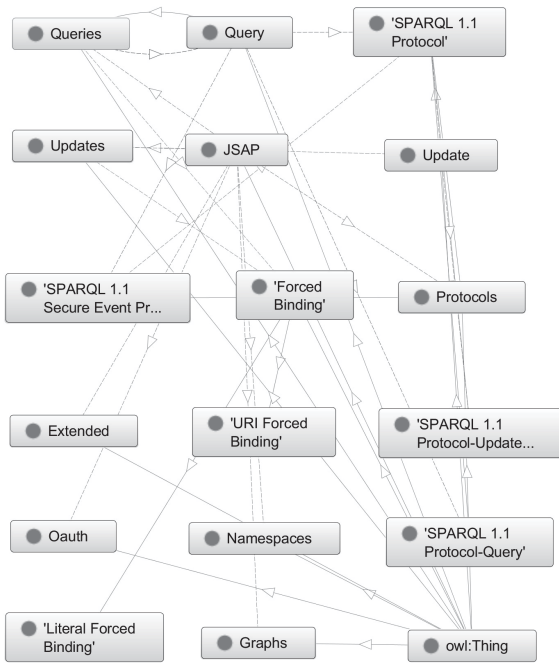 Queries
Query
'SPARQL 1.1
Protocol'
Updates
JSAP
Update
'SPARQL 1.1
Secure Event Pr...
'Forced
Binding'
Protocols
Extended
'URI Forced
Binding'
'SPARQL 1.1
Protocol-Update...
Oauth
Namespaces
'SPARQL 1.1
Protocol-Query'
'Literal Forced
Binding'
Graphs
owl:Thing